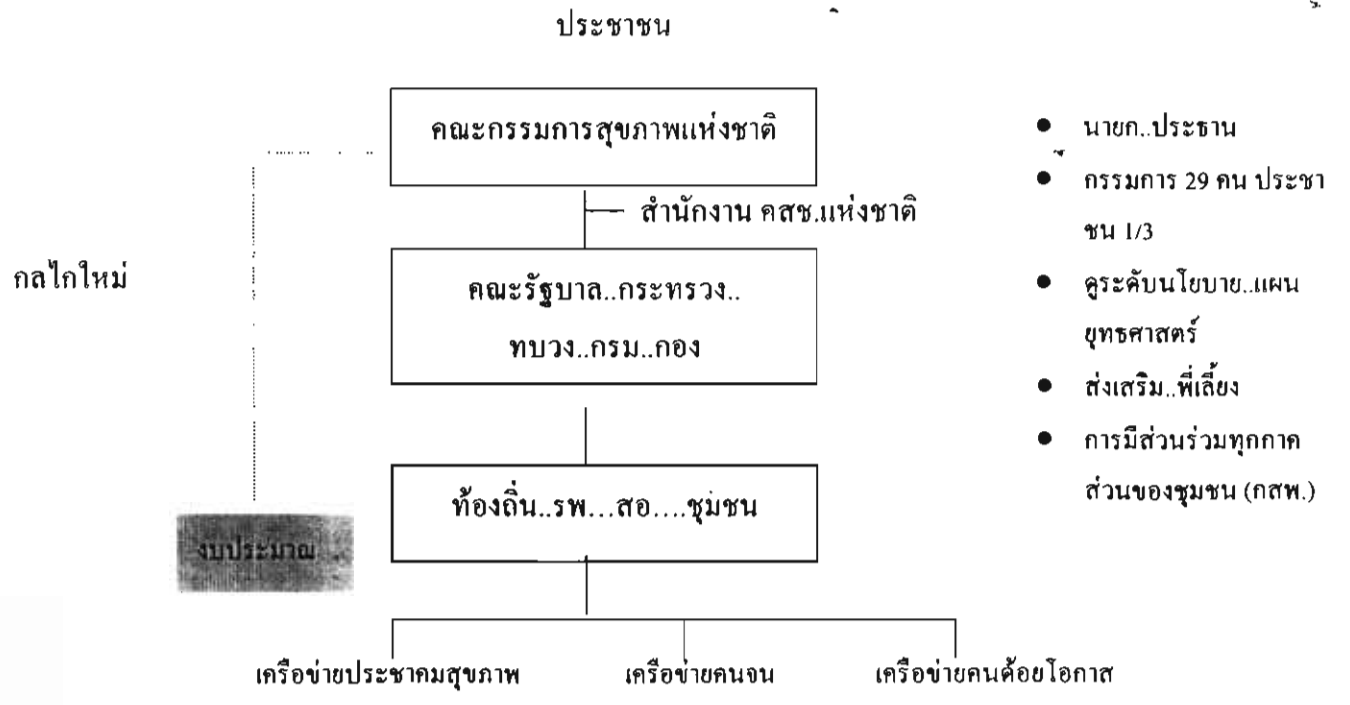 ประชาชน
คณะกรรมการสุขภาพแห่งชาติ
สำนักงาน คสช.แห่งชาติ
กลไกใหม่
คณะรัฐบาล..กระทรวง..
ทบวง..กรม..กอง
ท้องถิ่น..รพ...สอ....ชุมชน
งบประมาณ
เครือข่ายประชาคมสุขภาพ
เครือข่ายคนจน
เครือข่ายคนด้อยโอกาส
● นายก..ประธาน
● กรรมการ 29 คน ประชา
ชน 1/3
● ดูระดับนโยบาย..แผน
ยุทธศาสตร์
● ส่งเสริม..พี่เลี้ยง
● การมีส่วนร่วมทุกภาค
ส่วนของชุมชน (กสพ.)